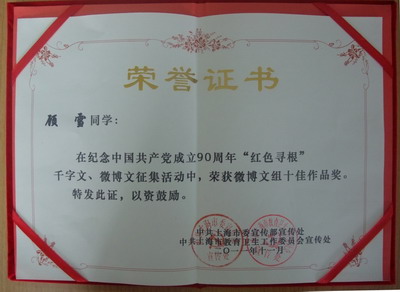 荣誉证书
顾雪同学：
在纪念中国共产党成立90周年“红色寻根”
千字文、微博文征集活动中，荣获微博文组十佳作品奖。
特发此证，以资鼓励。
中共上海市委宣传部宣传处
中共上海市教育卫生工作委员会宣传处
二〇一一年十一月